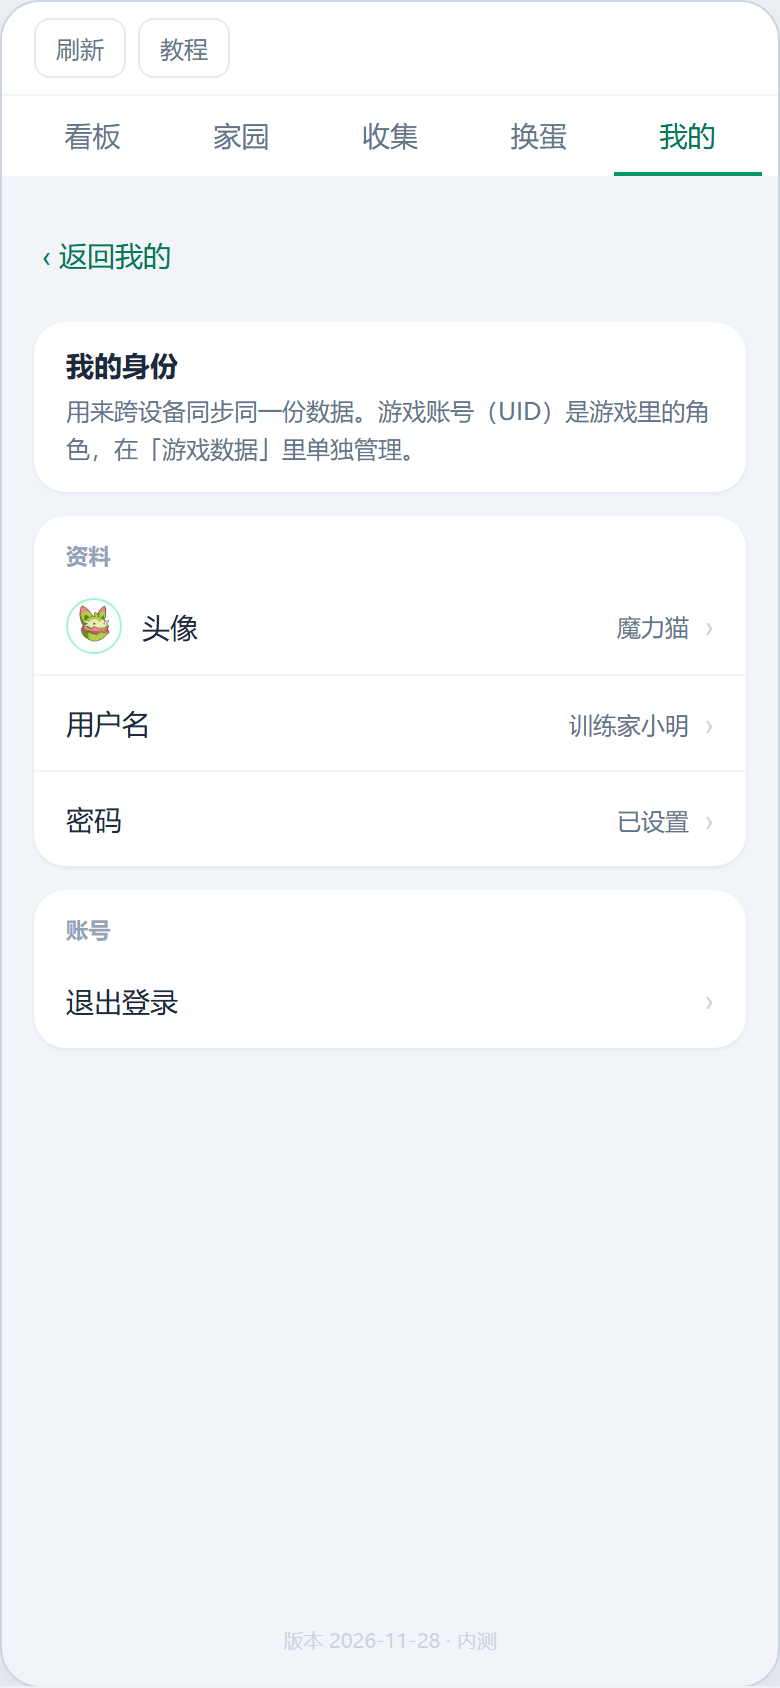 刷新 教程
看板 家园 收集 换蛋 我的
‹ 返回我的
我的身份
用来跨设备同步同一份数据。游戏账号（UID）是游戏里的角
色，在「游戏数据」里单独管理。
资料
头像 魔力猫 ›
用户名 训练家小明 ›
密码 已设置 ›
账号
退出登录 ›
版本 2026-11-28 · 内测